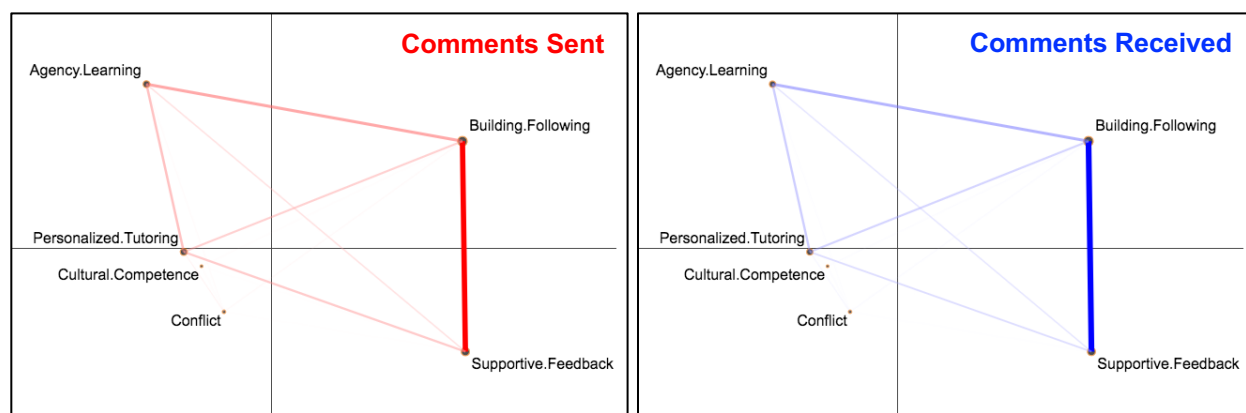 Comments Sent
Agency.Learning
Building.Following
Personalized.Tutoring
Cultural.Competence
Conflict
Supportive.Feedback
Comments Received
Agency.Learning
Building.Following
Personalized.Tutoring
Cultural.Competence
Conflict
Supportive.Feedback